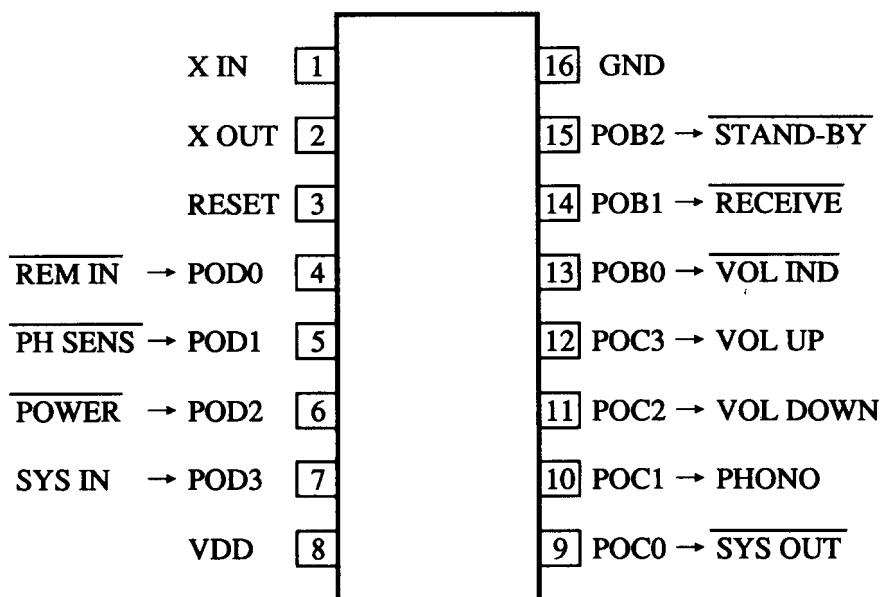 X IN 1 16 GND
X OUT 2 15 POB2 → STAND-BY
RESET 3 14 POB1 → RECEIVE
REM IN → POD0 4 13 POB0 → VOL IND
PH SENS → POD1 5 12 POC3 → VOL UP
POWER → POD2 6 11 POC2 → VOL DOWN
SYS IN → POD3 7 10 POC1 → PHONO
VDD 8 9 POC0 → SYS OUT